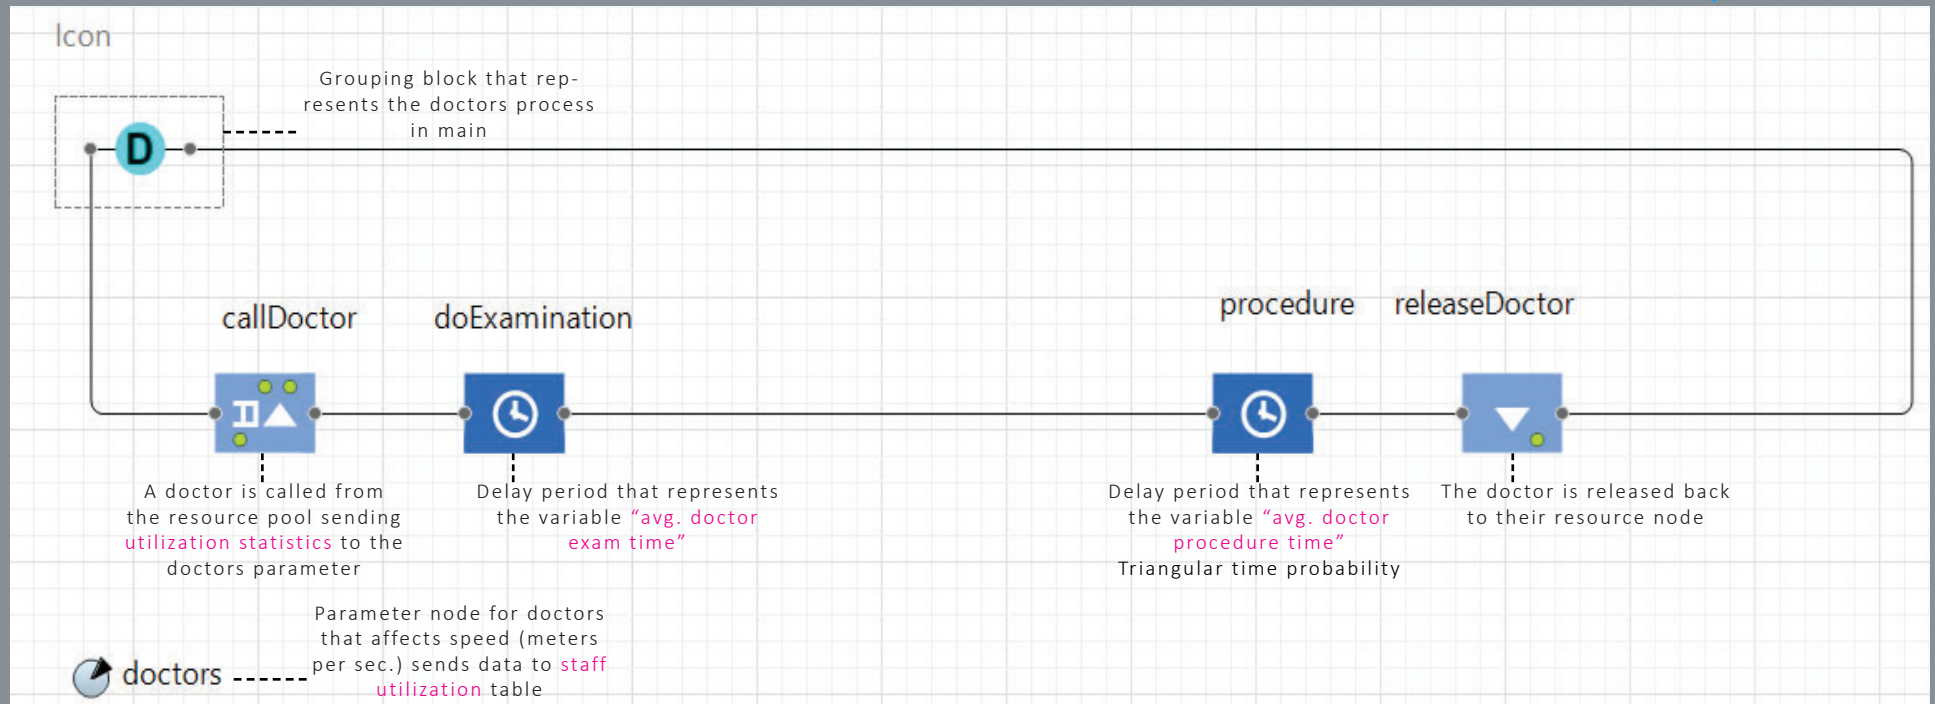 Icon
Grouping block that rep-
resents the doctors process
in main
D
callDoctor
doExamination
procedure
releaseDoctor
A doctor is called from
the resource pool sending
utilization statistics to the
doctors parameter
Delay period that represents
the variable “avg. doctor
exam time”
Delay period that represents
the variable “avg. doctor
procedure time”
Triangular time probability
The doctor is released back
to their resource node
doctors
Parameter node for doctors
that affects speed (meters
per sec.) sends data to staff
utilization table